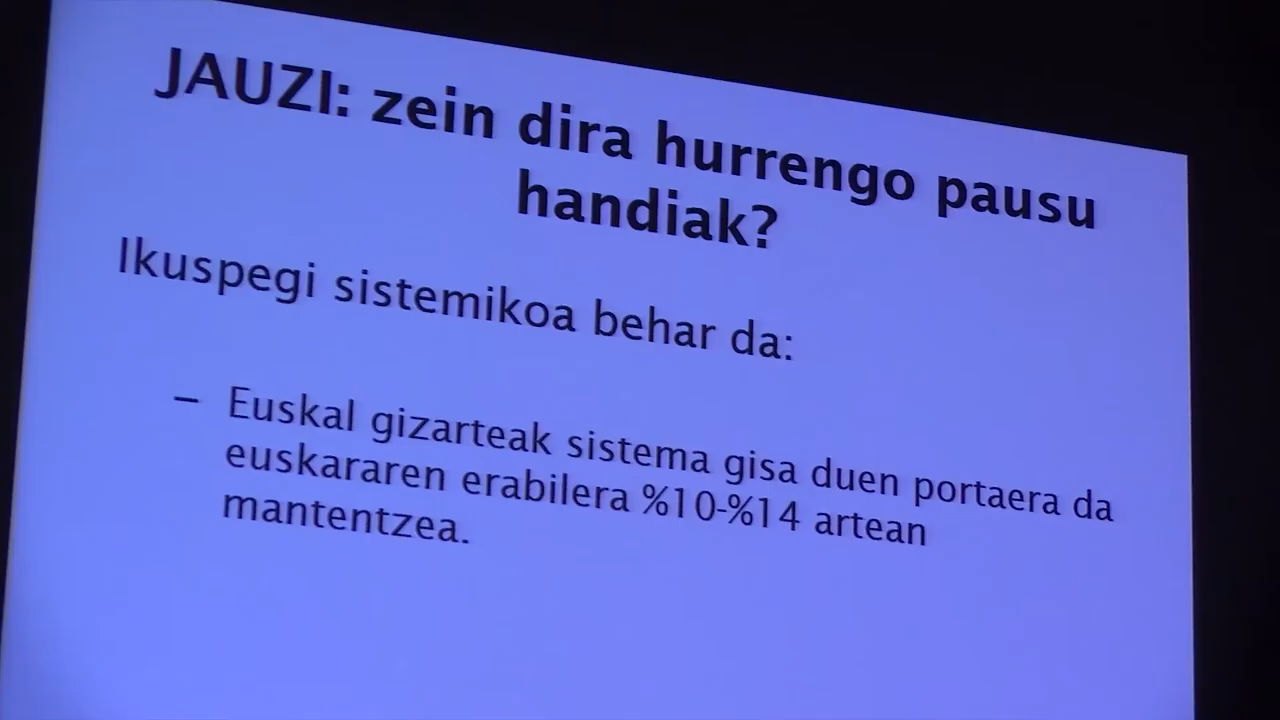 JAUZI: zein dira hurrengo pausu
handiak?
Ikuspegi sistemikoa behar da:
– Euskal gizarteak sistema gisa duen portaera da
euskararen erabilera %10-%14 artean
mantentzea.